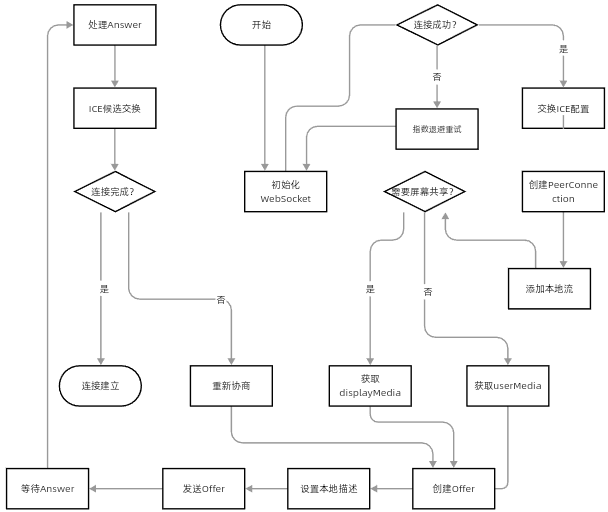 处理Answer
开始
连接成功?
是
否
ICE候选交换
交换ICE配置
指数退避重试
连接完成?
初始化
WebSocket
需要屏幕共享?
创建PeerConne
ction
添加本地流
是
是
否
否
连接建立
重新协商
获取
displayMedia
获取userMedia
等待Answer
发送Offer
设置本地描述
创建Offer